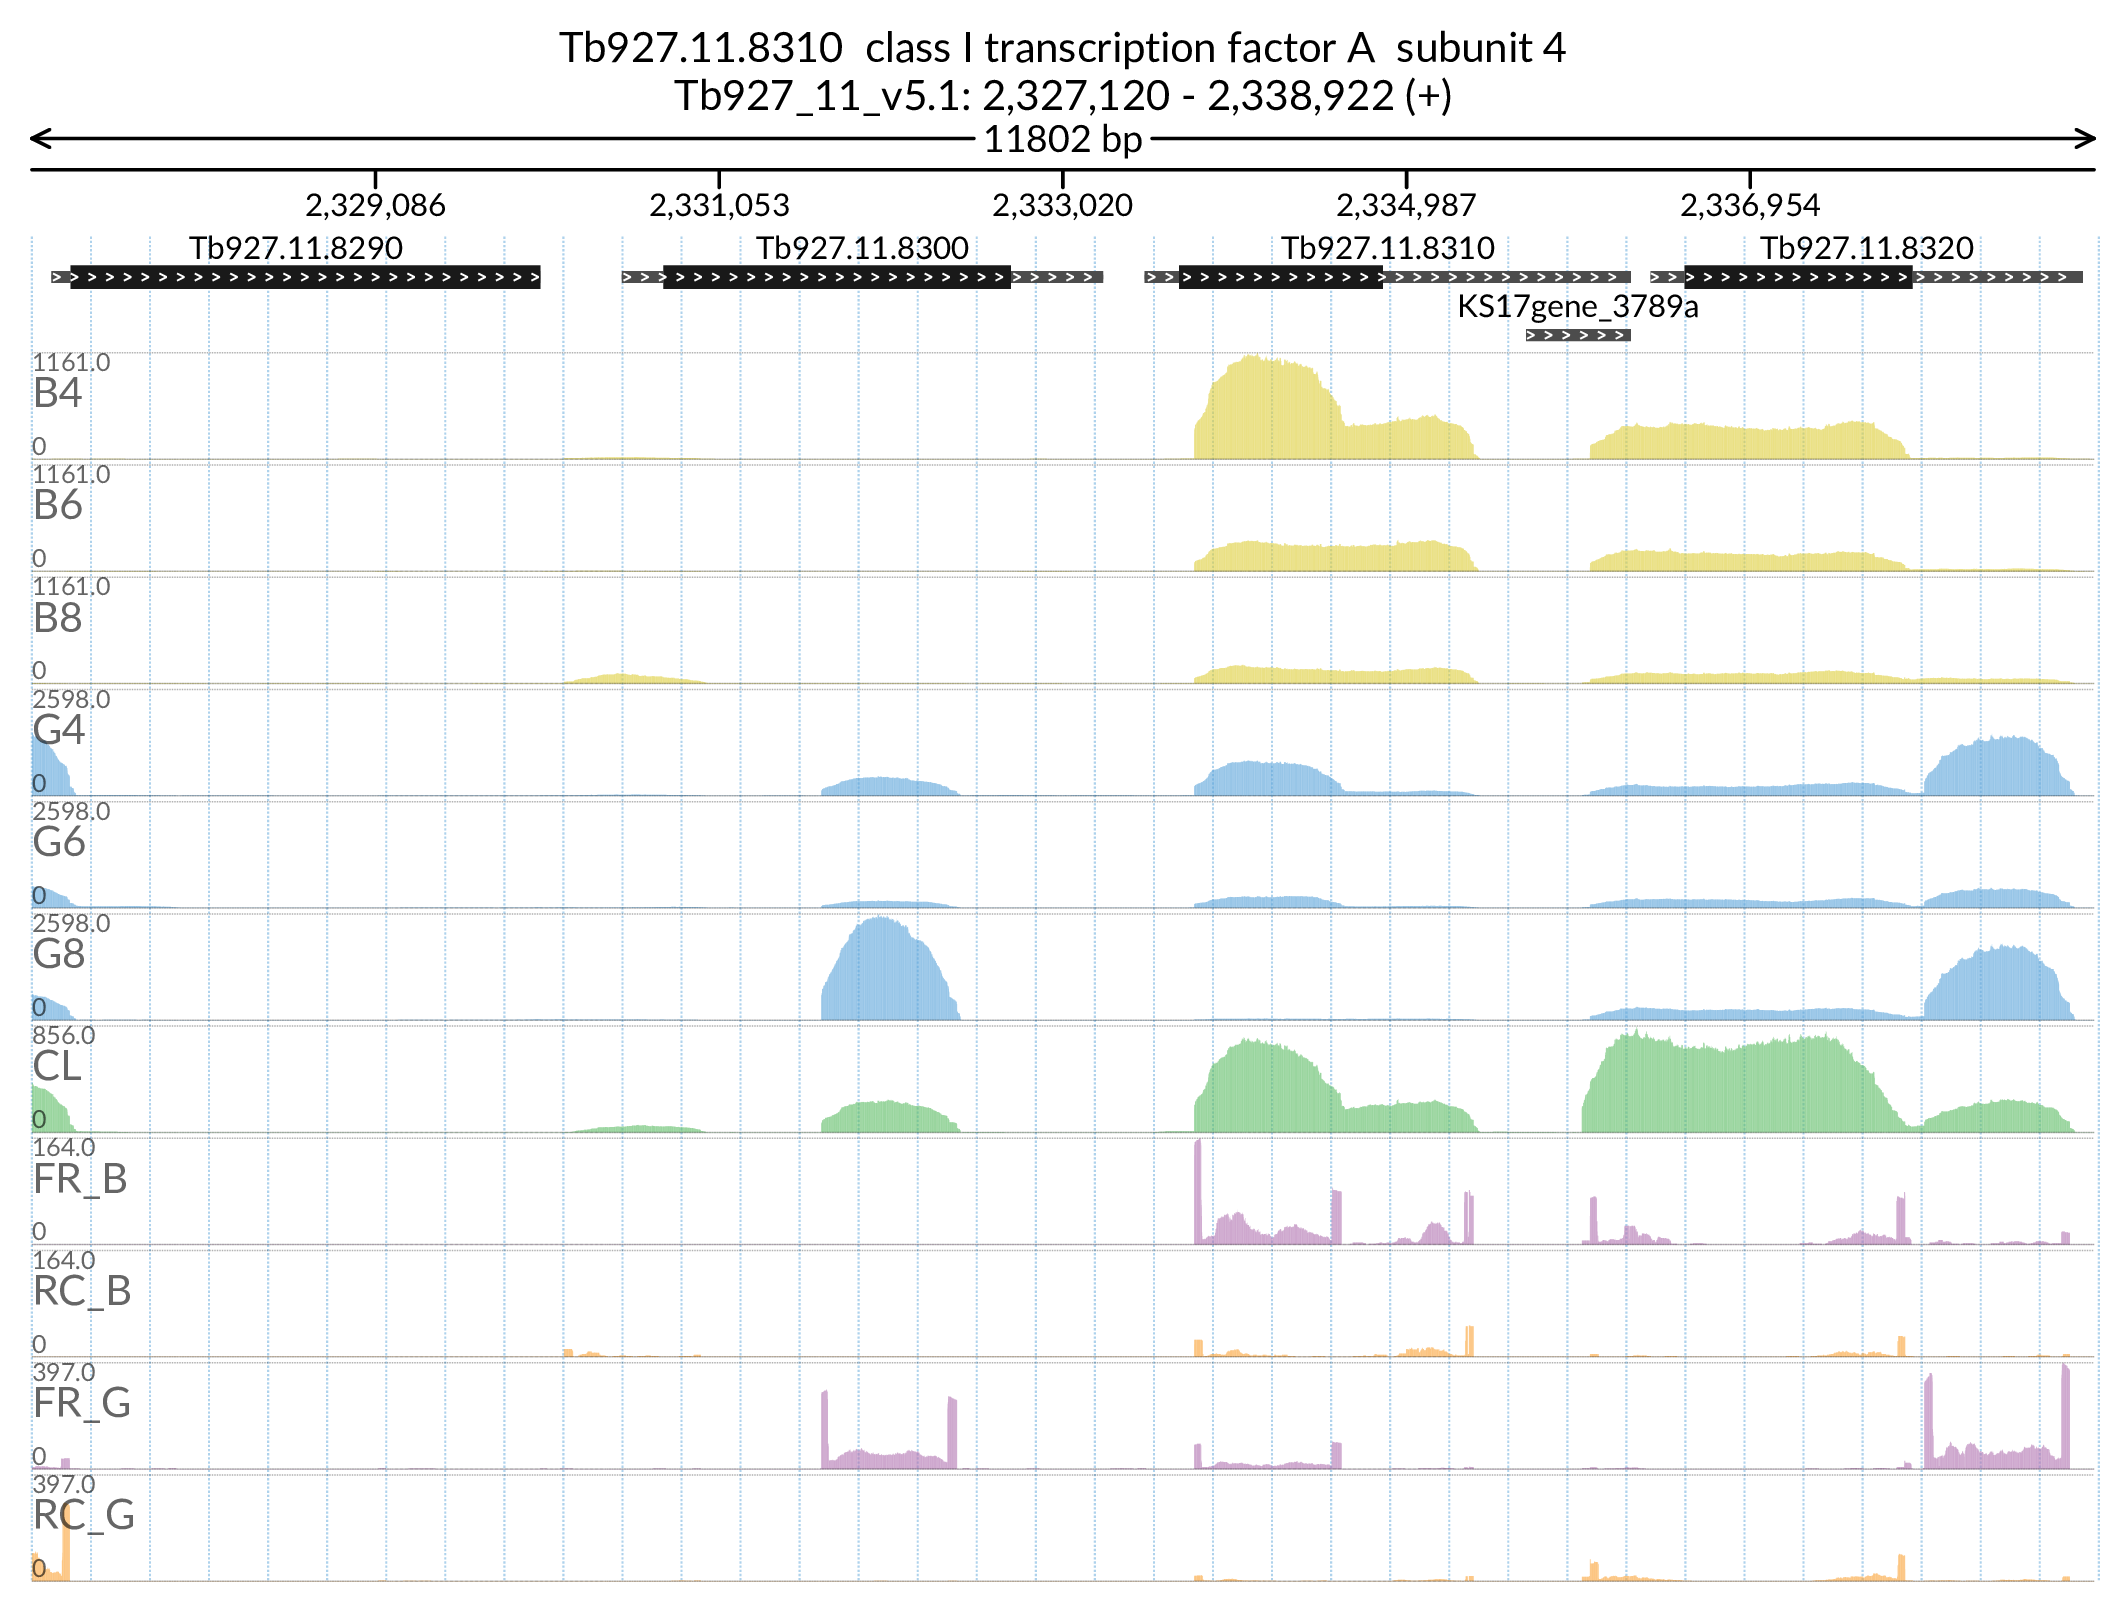 Tb927.11.8310  class I transcription factor A  subunit 4
Tb927_11_v5.1: 2,327,120 - 2,338,922 (+)
11802 bp
2,329,086 2,331,053 2,333,020 2,334,987 2,336,954
Tb927.11.8290 Tb927.11.8300 Tb927.11.8310 Tb927.11.8320
KS17gene_3789a
1161.0
B4
0
1161.0
B6
0
1161.0
B8
0
2598.0
G4
0
2598.0
G6
0
2598.0
G8
0
856.0
CL
0
164.0
FR_B
0
164.0
RC_B
0
397.0
FR_G
0
397.0
RC_G
0